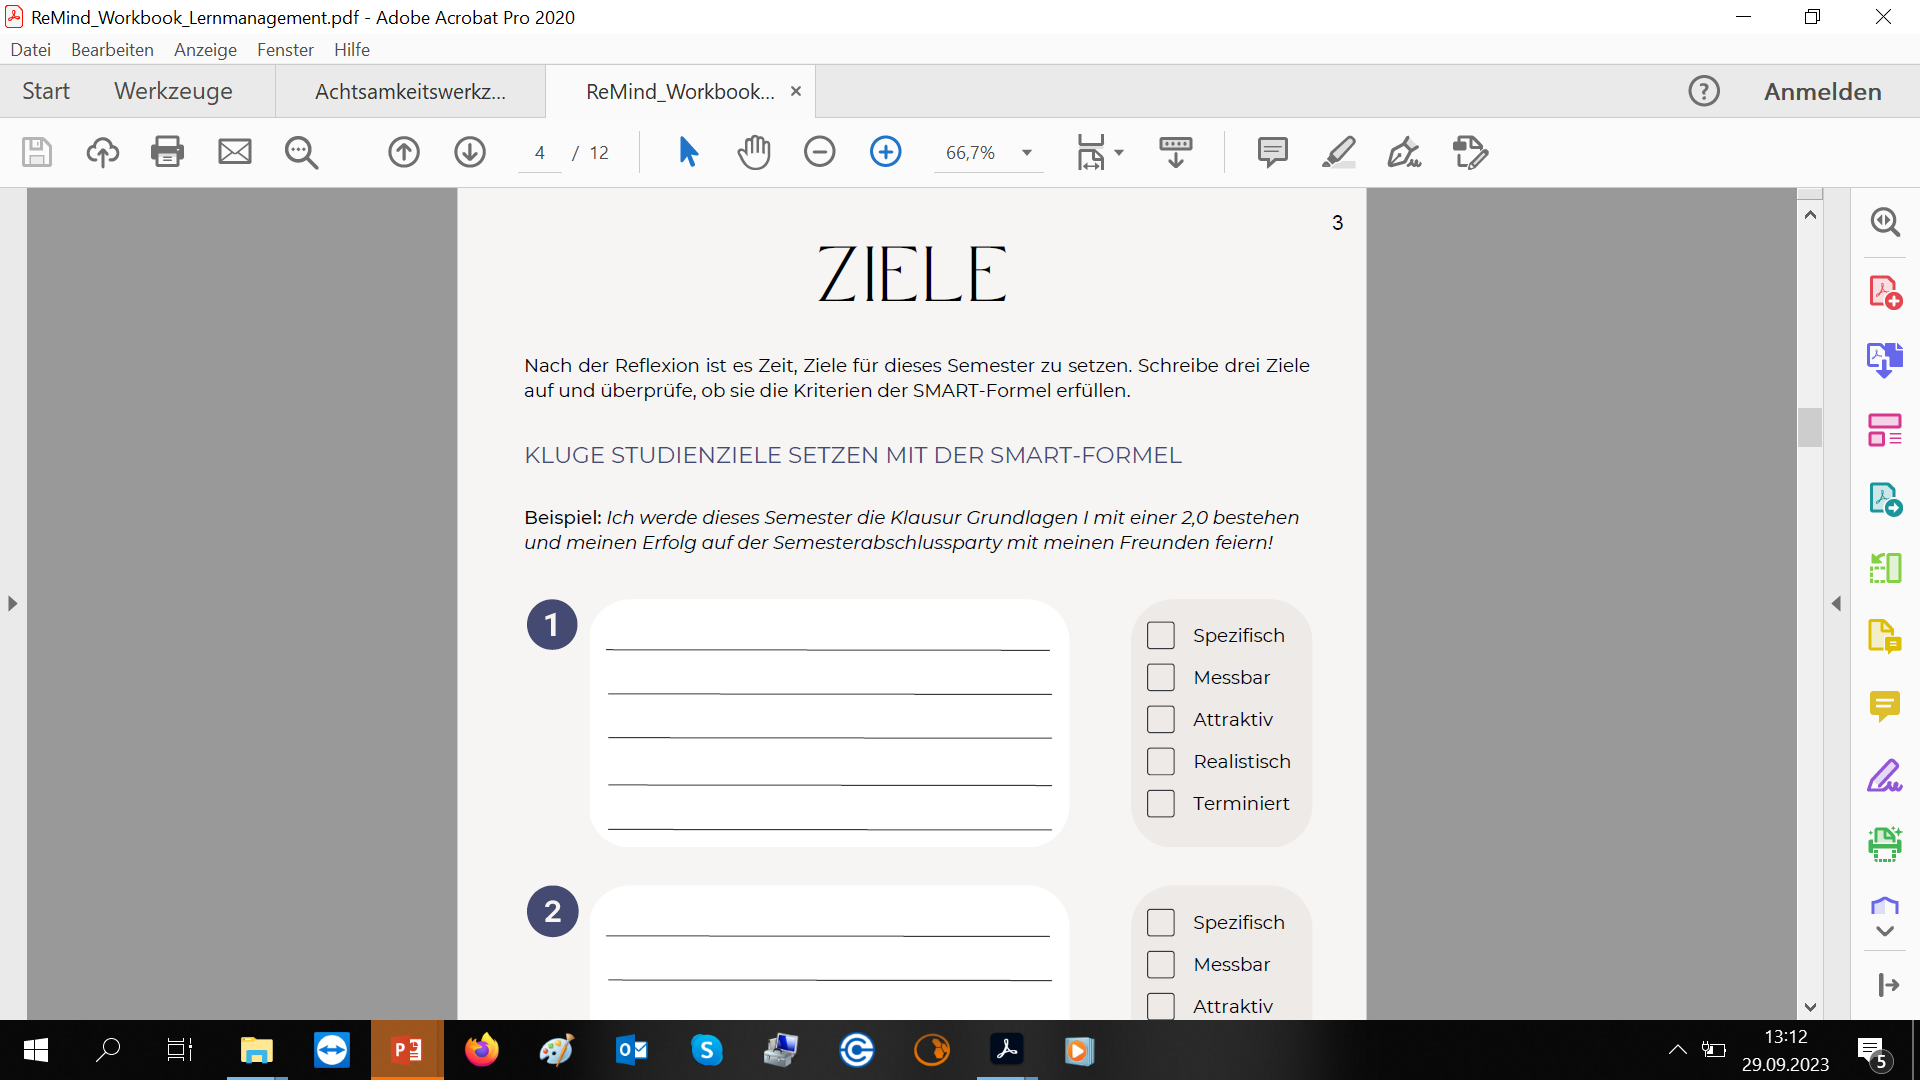 ReMind_Workbook_Lernmanagement.pdf - Adobe Acrobat Pro 2020
Datei Bearbeiten Anzeige Fenster Hilfe
Start Werkzeuge Achtsamkeitswerkz... ReMind_Workbook... Anmelden
4 / 12 66,7%
3
ZIELE
Nach der Reflexion ist es Zeit, Ziele für dieses Semester zu setzen. Schreibe drei Ziele
auf und überprüfe, ob sie die Kriterien der SMART-Formel erfüllen.
KLUGE STUDIENZIELE SETZEN MIT DER SMART-FORMEL
Beispiel: Ich werde dieses Semester die Klausur Grundlagen I mit einer 2,0 bestehen
und meinen Erfolg auf der Semesterabschlussparty mit meinen Freunden feiern!
1
Spezifisch
Messbar
Attraktiv
Realistisch
Terminiert
2
Spezifisch
Messbar
Attraktiv
13:12
29.09.2023
5